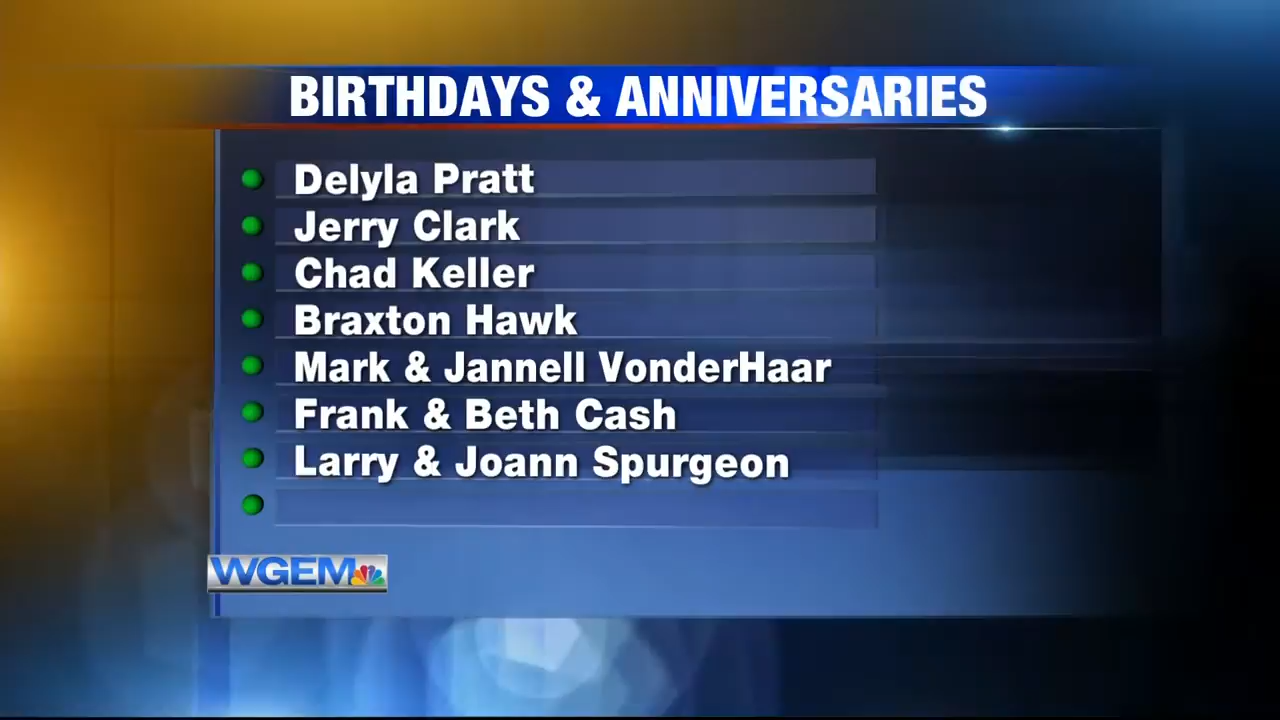 BIRTHDAYS & ANNIVERSARIES
Delyla Pratt
Jerry Clark
Chad Keller
Braxton Hawk
Mark & Jannell VonderHaar
Frank & Beth Cash
Larry & Joann Spurgeon
WGEM